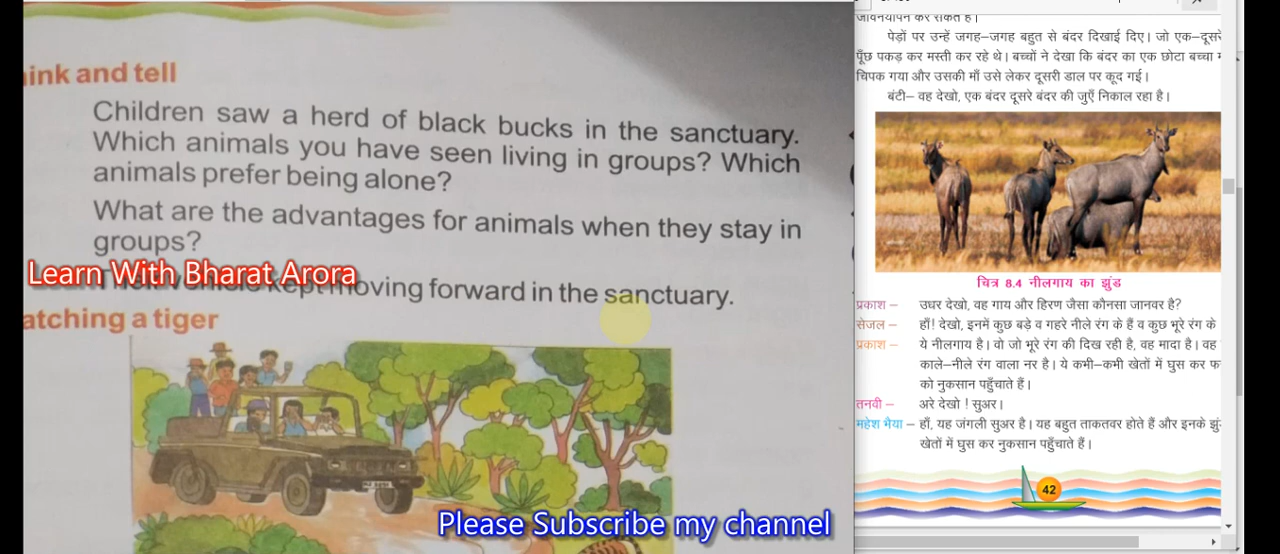 ink and tell
Children saw a herd of black bucks in the sanctuary.
Which animals you have seen living in groups? Which
animals prefer being alone?
What are the advantages for animals when they stay in
groups?
Learn With Bharat Arora
kept moving forward in the sanctuary.
atching a tiger
Please Subscribe my channel
जीवनयापन कर सकते हैं।
पेड़ों पर उन्हें जगह–जगह बहुत से बंदर दिखाई दिए। जो एक–दूसरे
पूँछ पकड़ कर मस्ती कर रहे थे। बच्चों ने देखा कि बंदर का एक छोटा बच्चा
चिपक गया और उसकी माँ उसे लेकर दूसरी डाल पर कूद गई।
बंटी– वह देखो, एक बंदर दूसरे बंदर की जुएँ निकाल रहा है।
चित्र 8.4 नीलगाय का झुंड
प्रकाश – उधर देखो, वह गाय और हिरण जैसा कौनसा जानवर है?
सेजल – हाँ! देखो, इनमें कुछ बड़े व गहरे नीले रंग के हैं व कुछ भूरे रंग के
प्रकाश – ये नीलगाय है। वो जो भूरे रंग की दिख रही है, वह मादा है। वह
काले–नीले रंग वाला नर है। ये कभी–कभी खेतों में घुस कर
को नुकसान पहुँचाते हैं।
तनवी – अरे देखो ! सुअर।
महेश भैया – हाँ, यह जंगली सुअर है। यह बहुत ताकतवर होते हैं और इनके
खेतों में घुस कर नुकसान पहुँचाते हैं।
42